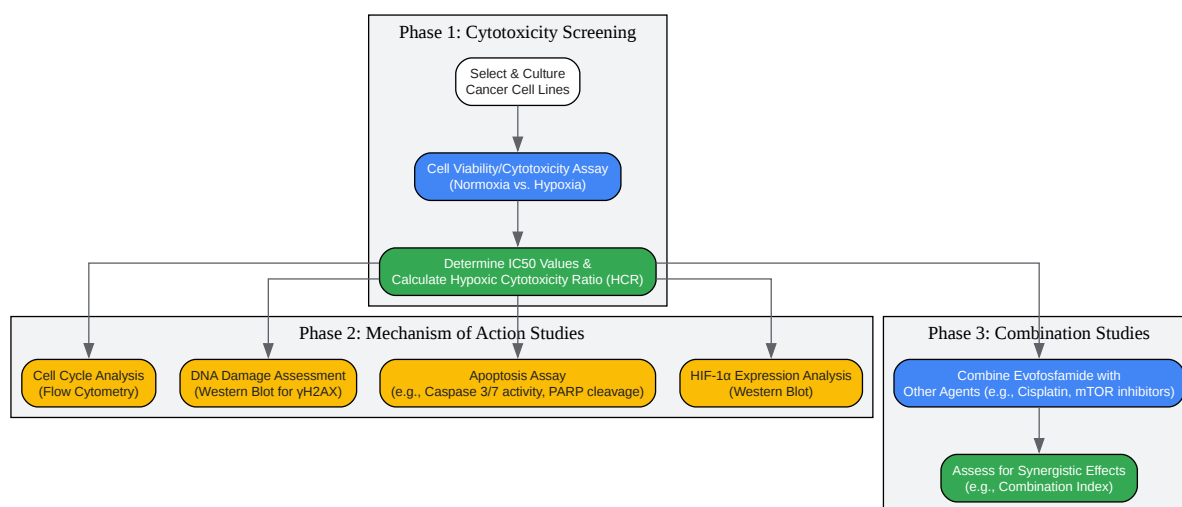 Phase 1: Cytotoxicity Screening
Select & Culture
Cancer Cell Lines
Cell Viability/Cytotoxicity Assay
(Normoxia vs. Hypoxia)
Determine IC50 Values &
Calculate Hypoxic Cytotoxicity Ratio (HCR)
Phase 2: Mechanism of Action Studies
Cell Cycle Analysis
(Flow Cytometry)
DNA Damage Assessment
(Western Blot for γH2AX)
Apoptosis Assay
(e.g., Caspase 3/7 activity, PARP cleavage)
HIF-1α Expression Analysis
(Western Blot)
Phase 3: Combination Studies
Combine Evofosfamide with
Other Agents (e.g., Cisplatin, mTOR inhibitors)
Assess for Synergistic Effects
(e.g., Combination Index)